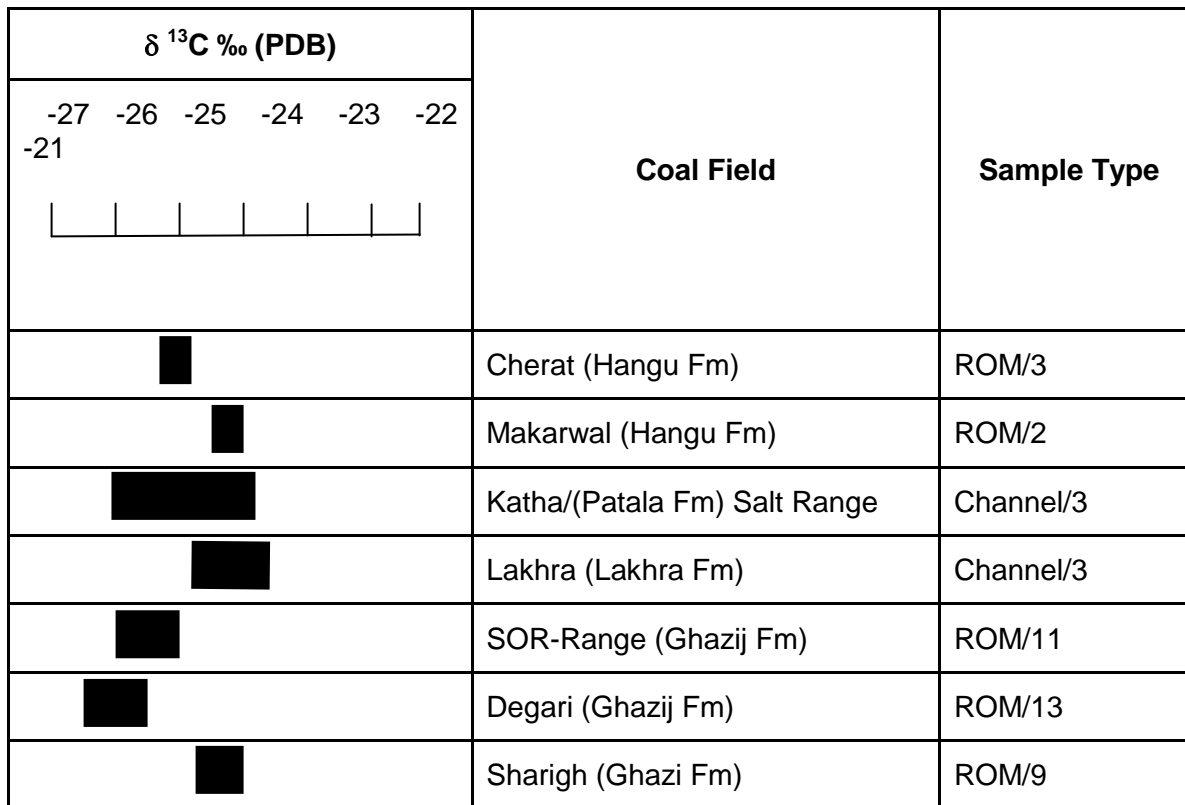 δ ¹³C ‰ (PDB)
Coal Field
Sample Type
-27 -26 -25 -24 -23 -22
-21
Cherat (Hangu Fm)
ROM/3
Makarwal (Hangu Fm)
ROM/2
Katha/(Patala Fm) Salt Range
Channel/3
Lakhra (Lakhra Fm)
Channel/3
SOR-Range (Ghazij Fm)
ROM/11
Degari (Ghazij Fm)
ROM/13
Sharigh (Ghazi Fm)
ROM/9